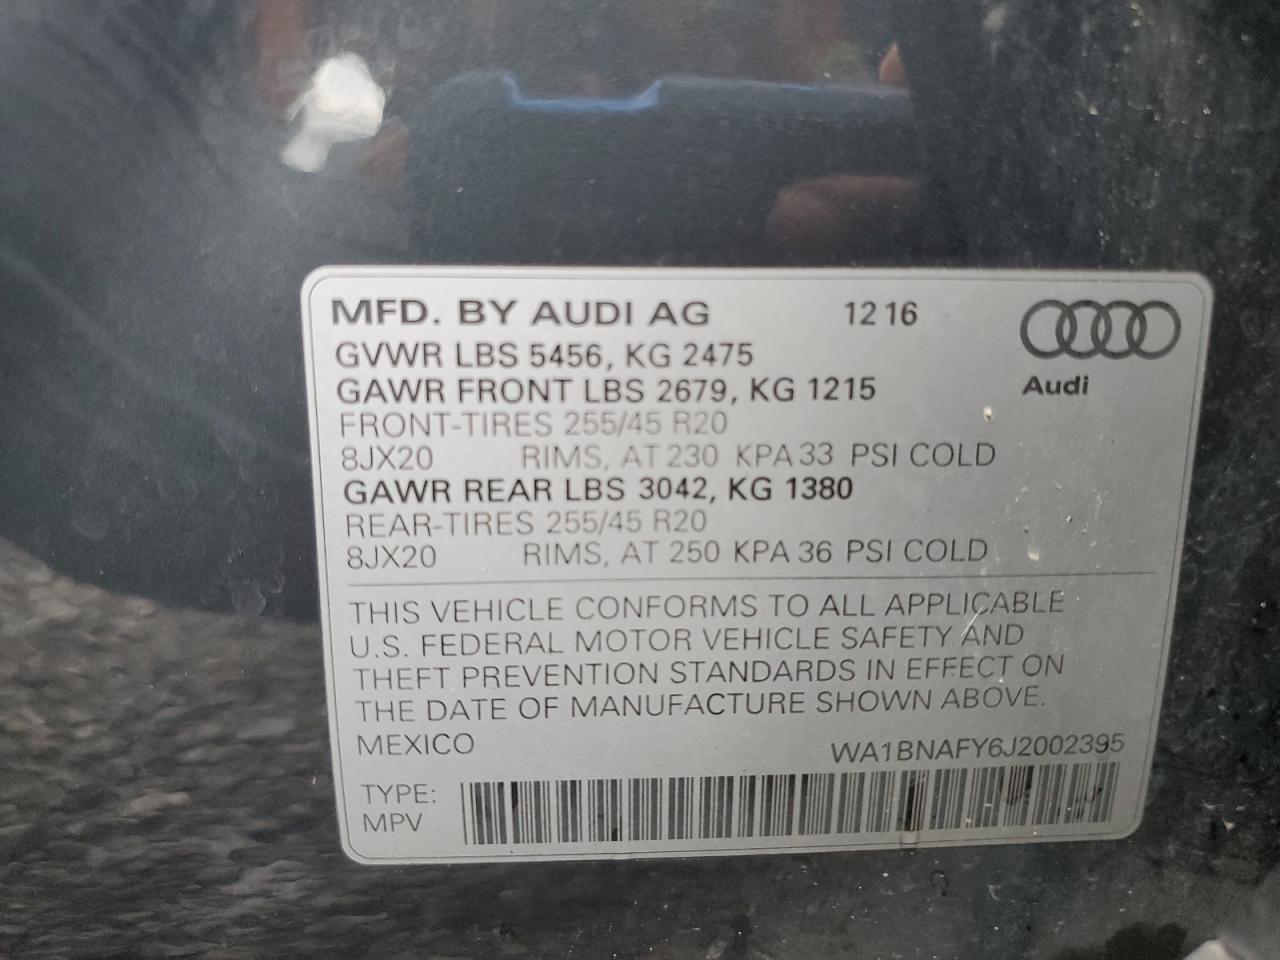 MFD. BY AUDI AG 12 16
GVWR LBS 5456, KG 2475
GAWR FRONT LBS 2679, KG 1215
Audi
FRONT-TIRES 255/45 R20
8JX20 RIMS, AT 230 KPA 33 PSI COLD
GAWR REAR LBS 3042, KG 1380
REAR-TIRES 255/45 R20
8JX20 RIMS, AT 250 KPA 36 PSI COLD
THIS VEHICLE CONFORMS TO ALL APPLICABLE
U.S. FEDERAL MOTOR VEHICLE SAFETY AND
THEFT PREVENTION STANDARDS IN EFFECT ON
THE DATE OF MANUFACTURE SHOWN ABOVE.
MEXICO WA1BNAFY6J2002395
TYPE:
MPV